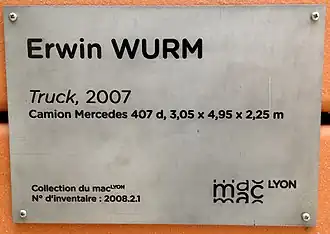 Erwin WURM
Truck, 2007
Camion Mercedes 407 d, 3,05 x 4,95 x 2,25 m
Collection du macLYON
N° d'inventaire : 2008.2.1
mac LYON